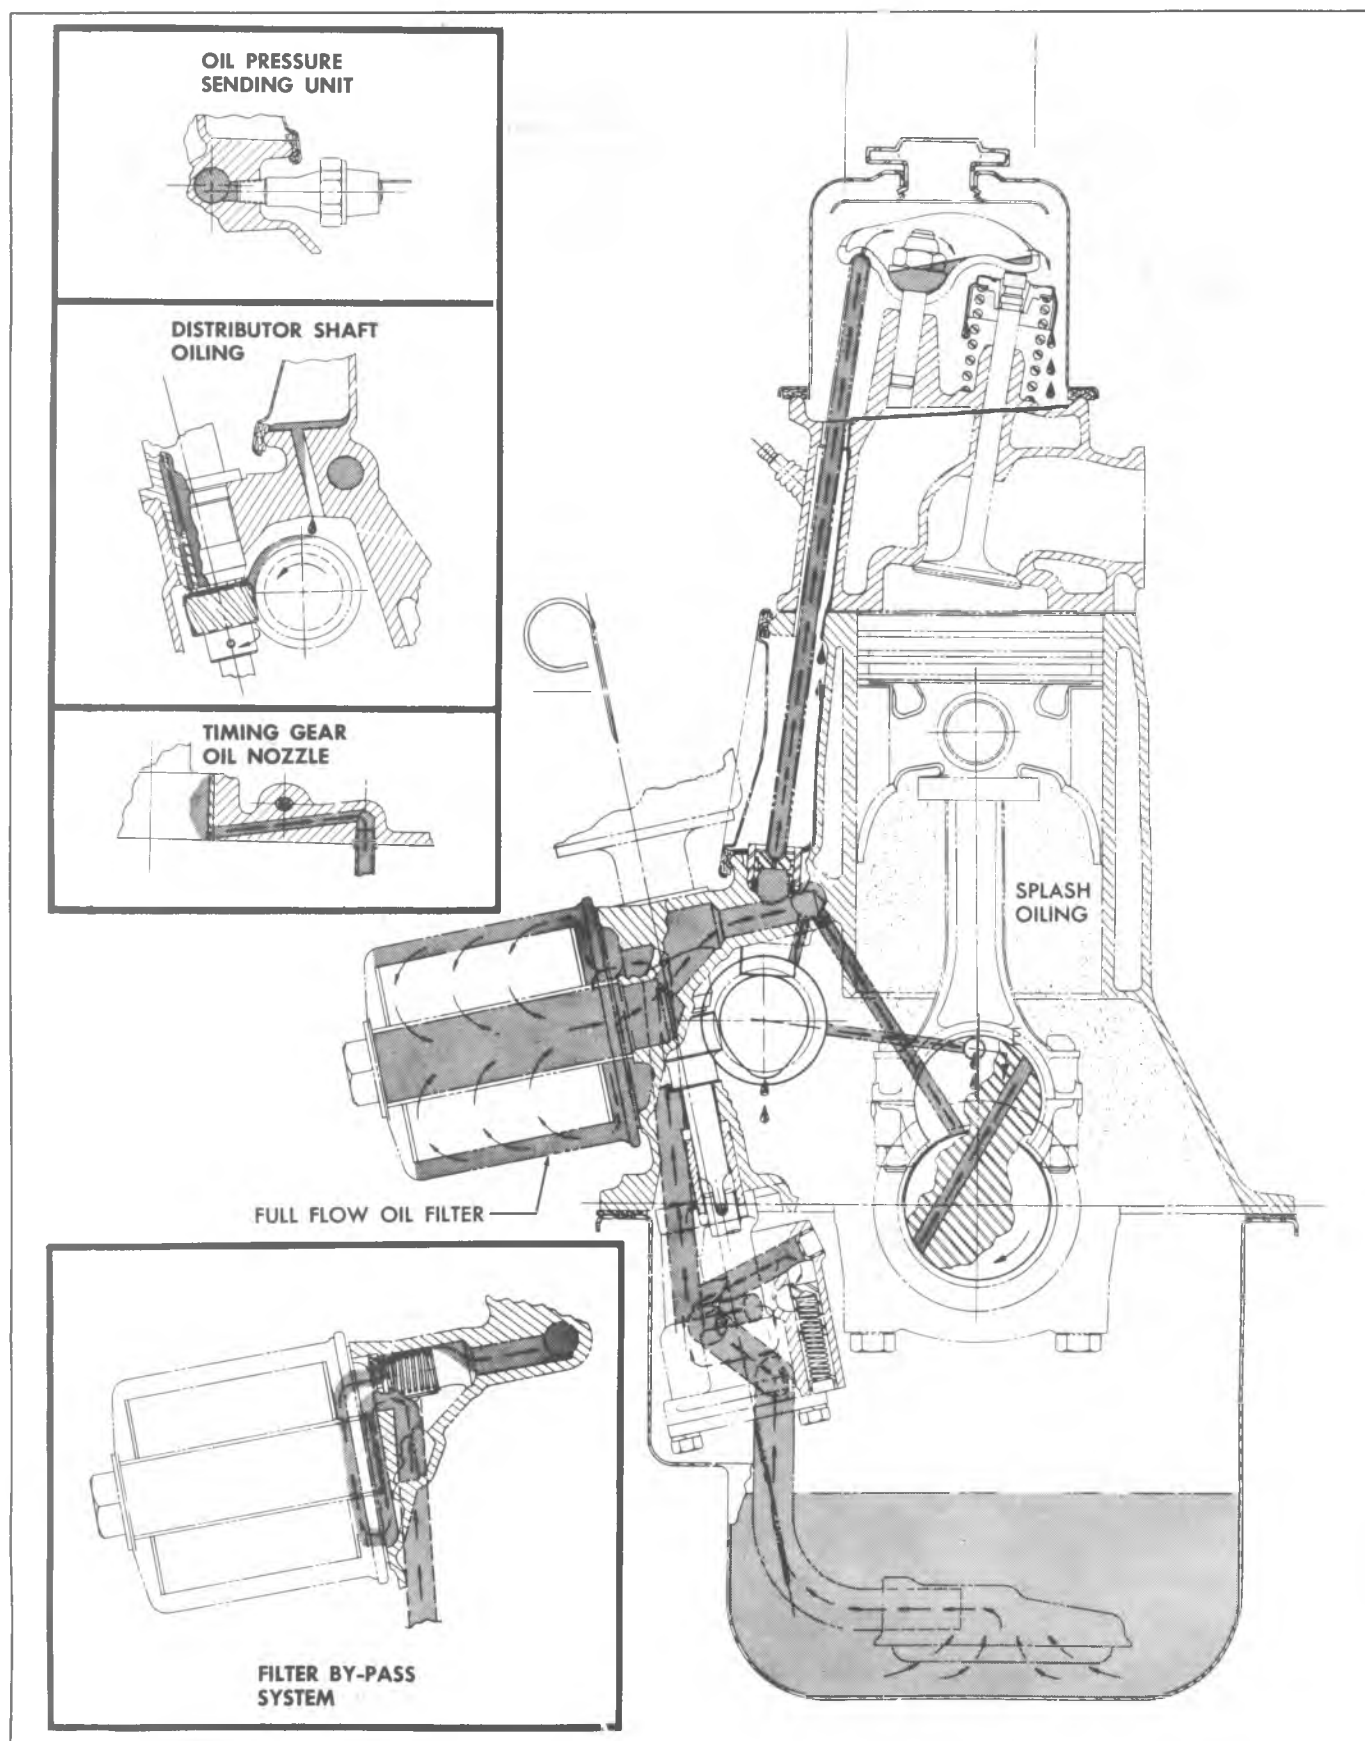 OIL PRESSURE
SENDING UNIT
DISTRIBUTOR SHAFT
OILING
TIMING GEAR
OIL NOZZLE
SPLASH
OILING
FULL FLOW OIL FILTER
FILTER BY-PASS
SYSTEM